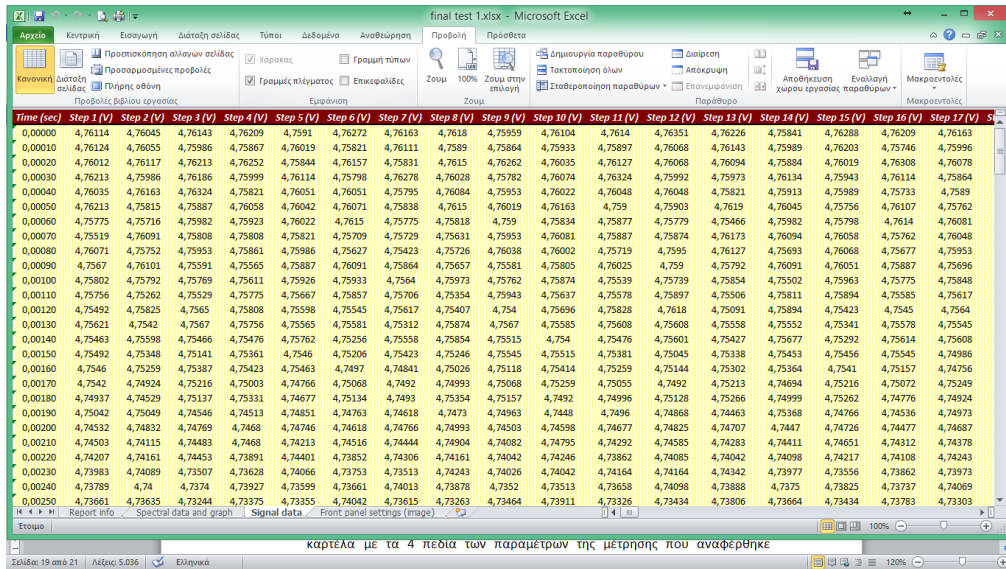 final test 1.xlsx - Microsoft Excel
Αρχείο Κεντρική Εισαγωγή Διάταξη σελίδας Τύποι Δεδομένα Αναθεώρηση Προβολή Πρόσθετα
Κανονική Διάταξη σελίδας Προεπισκόπηση αλλαγών σελίδας Προσαρμοσμένες προβολές Πλήρης οθόνη
Χάρακας Γραμμή τύπων Γραμμές πλέγματος Επικεφαλίδες
Ζουμ 100% Ζουμ στην επιλογή
Δημιουργία παραθύρου Τακτοποίηση όλων Σταθεροποίηση παραθύρων Διαίρεση Απόκρυψη Επανεμφάνιση
Αποθήκευση χώρου εργασίας Εναλλαγή παραθύρων Μακροεντολές
Προβολές βιβλίου εργασίας Εμφάνιση Ζουμ Παράθυρο Μακροεντολές
Time (sec) Step 1 (V) Step 2 (V) Step 3 (V) Step 4 (V) Step 5 (V) Step 6 (V) Step 7 (V) Step 8 (V) Step 9 (V) Step 10 (V) Step 11 (V) Step 12 (V) Step 13 (V) Step 14 (V) Step 15 (V) Step 16 (V) Step 17 (V)
0,00000 4,76114 4,76045 4,76143 4,76209 4,7591 4,76272 4,76163 4,7618 4,75959 4,76104 4,7614 4,76351 4,76226 4,75841 4,76288 4,76209 4,76163
0,00010 4,76124 4,76055 4,75986 4,75867 4,76019 4,75821 4,76111 4,7589 4,75864 4,75933 4,75897 4,76068 4,76143 4,75989 4,76203 4,75746 4,75996
0,00020 4,76012 4,76117 4,76213 4,76252 4,75844 4,76157 4,75831 4,7615 4,76262 4,76035 4,76127 4,76068 4,76094 4,75884 4,76019 4,76308 4,76078
0,00030 4,76213 4,75986 4,76186 4,75999 4,76114 4,75798 4,76278 4,76028 4,75782 4,76074 4,76324 4,75992 4,75973 4,76134 4,75943 4,76114 4,75864
0,00040 4,76035 4,76163 4,76324 4,75821 4,76051 4,76051 4,75795 4,76084 4,75953 4,76022 4,76048 4,76048 4,75821 4,75913 4,75989 4,75733 4,7589
0,00050 4,76213 4,75815 4,75887 4,76058 4,76042 4,76071 4,75838 4,7615 4,76019 4,76163 4,759 4,75903 4,7619 4,76045 4,75756 4,76107 4,75762
0,00060 4,75775 4,75716 4,75982 4,75923 4,76022 4,7615 4,75775 4,75818 4,759 4,75834 4,75877 4,75779 4,75466 4,75982 4,75798 4,7614 4,76081
0,00070 4,75519 4,76091 4,75808 4,75808 4,75821 4,75709 4,75729 4,75631 4,75953 4,76081 4,75887 4,75874 4,76173 4,76094 4,76058 4,75762 4,76048
0,00080 4,76071 4,75752 4,75953 4,75861 4,75986 4,75627 4,75423 4,75726 4,76038 4,76002 4,75719 4,7595 4,76127 4,75693 4,76068 4,75677 4,75953
0,00090 4,7567 4,76101 4,75591 4,75565 4,75887 4,76091 4,75864 4,75657 4,75581 4,75805 4,76025 4,759 4,75792 4,76091 4,76051 4,75887 4,75696
0,00100 4,75802 4,75792 4,75769 4,75611 4,75926 4,75933 4,7564 4,75973 4,75762 4,75874 4,75539 4,75739 4,75854 4,75502 4,75963 4,75775 4,75848
0,00110 4,75756 4,75262 4,75529 4,75775 4,75667 4,75857 4,75706 4,75354 4,75943 4,75637 4,75578 4,75897 4,75506 4,75811 4,75894 4,75585 4,75617
0,00120 4,75492 4,75825 4,7565 4,75808 4,75598 4,75545 4,75617 4,75407 4,754 4,75696 4,75828 4,7618 4,75091 4,75894 4,75423 4,7545 4,7564
0,00130 4,75621 4,7542 4,7567 4,75756 4,75565 4,75581 4,75312 4,75874 4,7567 4,75585 4,75608 4,75608 4,75558 4,75552 4,75341 4,75578 4,75545
0,00140 4,75463 4,75598 4,75466 4,75476 4,75762 4,75256 4,75558 4,75854 4,75515 4,754 4,75476 4,75601 4,75427 4,75677 4,75292 4,75614 4,75608
0,00150 4,75492 4,75348 4,75141 4,75361 4,7546 4,75206 4,75423 4,75246 4,75545 4,75515 4,75381 4,75045 4,75338 4,75453 4,75456 4,75545 4,74986
0,00160 4,7546 4,75259 4,75387 4,75423 4,75463 4,7497 4,74841 4,75026 4,75118 4,75414 4,75259 4,75144 4,75302 4,75364 4,7541 4,75157 4,74756
0,00170 4,7542 4,74924 4,75216 4,75003 4,74766 4,75068 4,7492 4,74993 4,75068 4,75259 4,75055 4,7492 4,75213 4,74694 4,75216 4,75072 4,75249
0,00180 4,74937 4,74529 4,75137 4,75331 4,74677 4,75134 4,7493 4,75354 4,75157 4,7492 4,74996 4,75128 4,75266 4,74999 4,75262 4,74776 4,74924
0,00190 4,75042 4,75049 4,74546 4,74513 4,74851 4,74763 4,74618 4,7473 4,74963 4,7448 4,7496 4,74868 4,74463 4,75368 4,74766 4,74536 4,74973
0,00200 4,74532 4,74832 4,74769 4,7468 4,74746 4,74618 4,74766 4,74993 4,74503 4,74598 4,74677 4,74825 4,74707 4,7447 4,74726 4,74477 4,74687
0,00210 4,74503 4,74115 4,74483 4,7468 4,74213 4,74516 4,74444 4,74904 4,74082 4,74795 4,74292 4,74585 4,74283 4,74411 4,74651 4,74312 4,74378
0,00220 4,74207 4,74161 4,74453 4,73891 4,74401 4,73852 4,74306 4,74161 4,74042 4,74246 4,73862 4,74085 4,74042 4,74098 4,74217 4,74108 4,74243
0,00230 4,73983 4,74089 4,73507 4,73628 4,74066 4,73753 4,73513 4,74243 4,74026 4,74042 4,74164 4,74164 4,74342 4,73977 4,73556 4,73862 4,73973
0,00240 4,73789 4,74 4,7374 4,73927 4,73599 4,73661 4,74013 4,73878 4,7352 4,73513 4,73658 4,74098 4,73888 4,7375 4,73825 4,73737 4,74069
0,00250 4,73661 4,73635 4,73244 4,73375 4,73355 4,74042 4,73615 4,73263 4,73464 4,73911 4,73326 4,73434 4,73806 4,73664 4,73434 4,73783 4,73303
Report info Spectral data and graph Signal data Front panel settings (image)
Έτοιμο 100%
καρτέλα με τα 4 πεδία των παραμέτρων της μέτρησης που αναφέρθηκε
Σελίδα: 19 από 21 Λέξεις: 5.036 Ελληνικά 120%